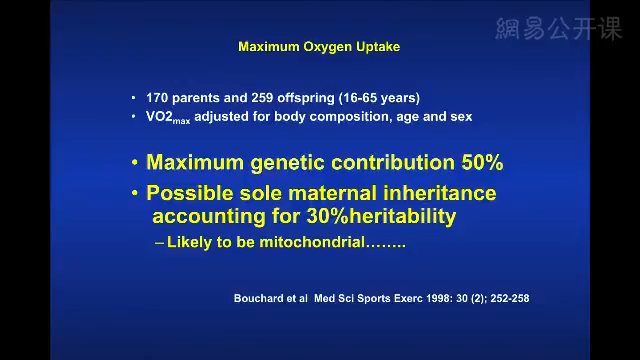 網易公开课
Maximum Oxygen Uptake
• 170 parents and 259 offspring (16-65 years)
• VO2max adjusted for body composition, age and sex
• Maximum genetic contribution 50%
• Possible sole maternal inheritance
accounting for 30%heritability
– Likely to be mitochondrial……..
Bouchard et al Med Sci Sports Exerc 1998: 30 (2); 252-258